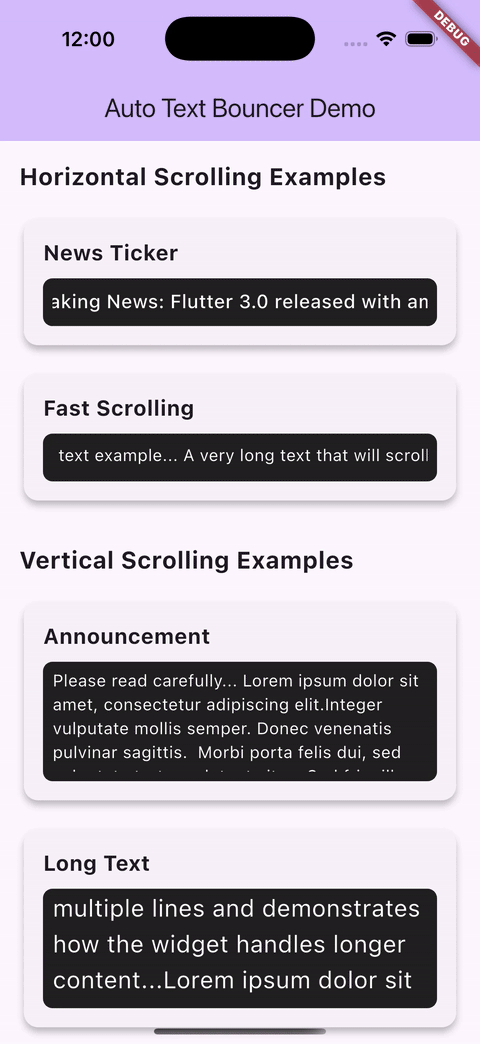 12:00
DEBUG
Auto Text Bouncer Demo
Horizontal Scrolling Examples
News Ticker
aking News: Flutter 3.0 released with an
Fast Scrolling
text example... A very long text that will scroll
Vertical Scrolling Examples
Announcement
Please read carefully... Lorem ipsum dolor sit
amet, consectetur adipiscing elit.Integer
vulputate mollis semper. Donec venenatis
pulvinar sagittis.  Morbi porta felis dui, sed
Long Text
multiple lines and demonstrates
how the widget handles longer
content...Lorem ipsum dolor sit